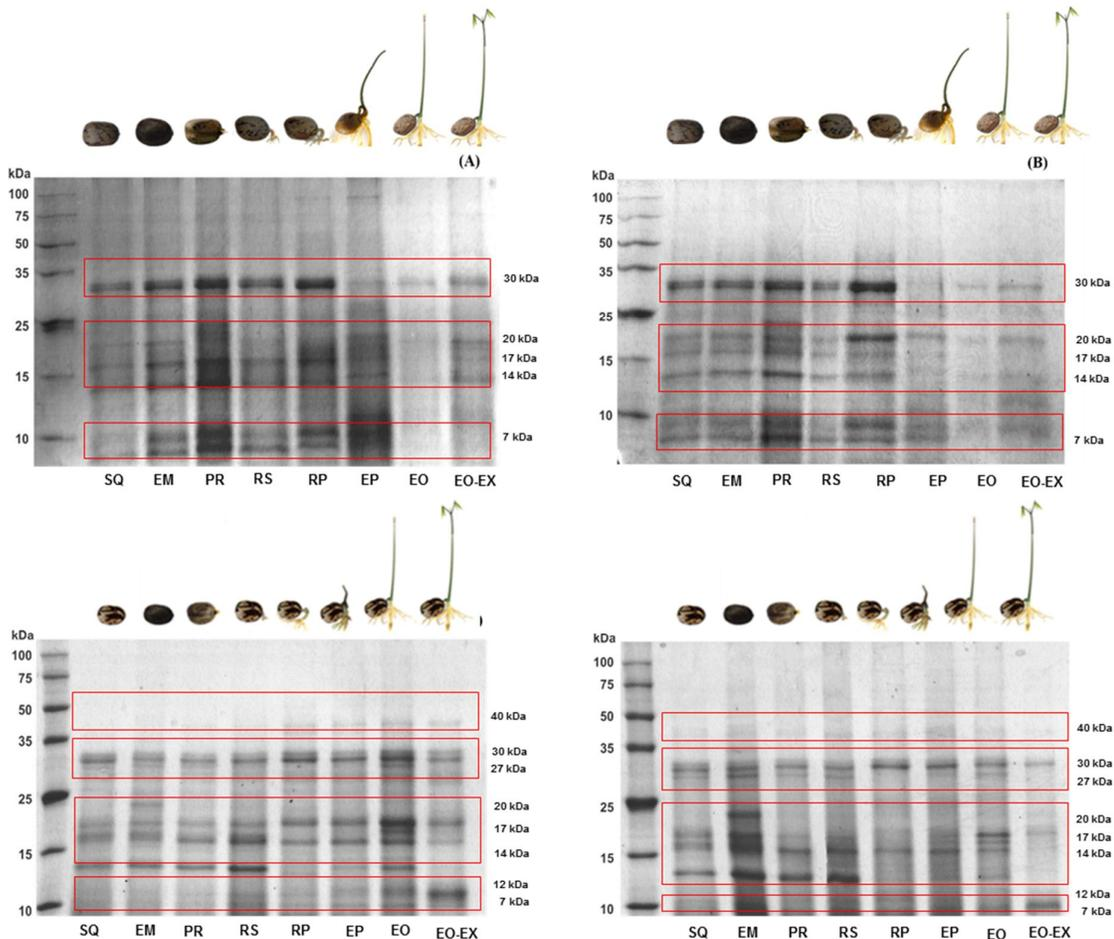 (A)
kDa
100
75
50
35
25
15
10
30 kDa
20 kDa
17 kDa
14 kDa
7 kDa
SQ EM PR RS RP EP EO EO-EX
(B)
kDa
100
75
50
35
25
15
10
30 kDa
20 kDa
17 kDa
14 kDa
7 kDa
SQ EM PR RS RP EP EO EO-EX
kDa
100
75
50
35
25
15
10
40 kDa
30 kDa
27 kDa
20 kDa
17 kDa
14 kDa
12 kDa
7 kDa
SQ EM PR RS RP EP EO EO-EX
kDa
100
75
50
35
25
15
10
40 kDa
30 kDa
27 kDa
20 kDa
17 kDa
14 kDa
12 kDa
7 kDa
SQ EM PR RS RP EP EO EO-EX